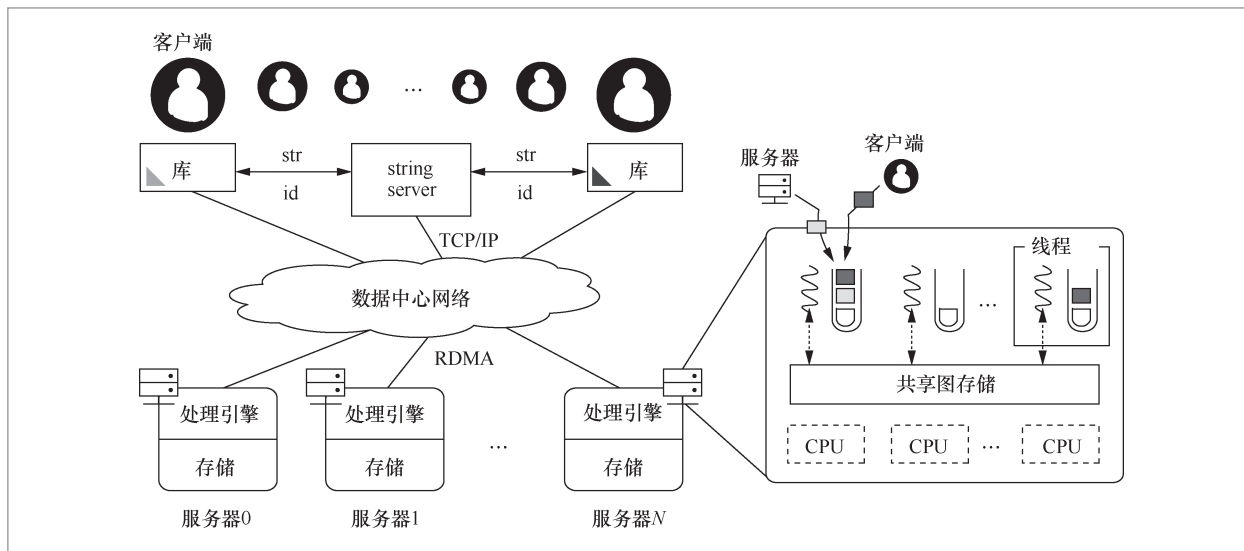 客户端
…
库
str
id
string
server
str
id
库
TCP/IP
数据中心网络
RDMA
处理引擎
存储
服务器0
处理引擎
存储
服务器1
…
处理引擎
存储
服务器N
服务器
客户端
线程
…
共享图存储
CPU
CPU
…
CPU